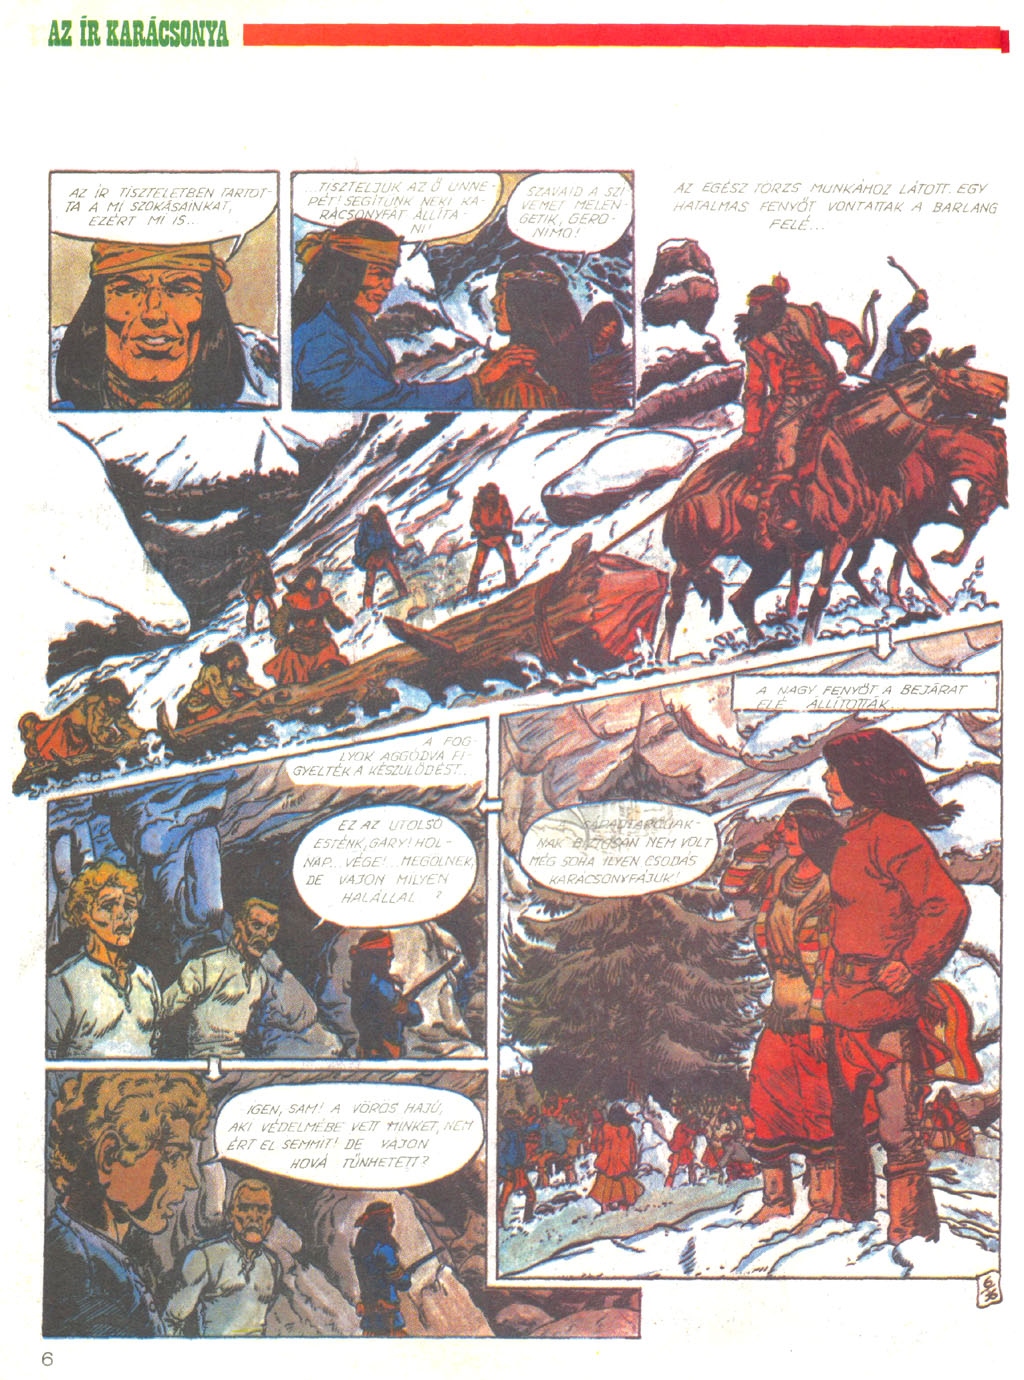 AZ ÍR KARÁCSONYA
AZ ÍR TISZTELETBEN TARTOT-
TA A MI SZOKÁSAINKAT,
EZÉRT MI IS...
...TISZTELJÜK AZ Ő ÜNNE-
PÉT! SEGÍTÜNK NEKI KA-
RÁCSONYFÁT ÁLLÍTA-
NI!
SZAVAID A SZÍ-
VEMET MELEN-
GETIK, GERO-
NIMO!
AZ EGÉSZ TÖRZS MUNKÁHOZ LÁTOTT. EGY
HATALMAS FENYŐT VONTATTAK A BARLANG
FELÉ...
A NAGY FENYŐT A BEJÁRAT
ELÉ ÁLLÍTOTTÁK...
A FOG-
LYOK AGGÓDVA FI-
GYELTÉK A KÉSZÜLŐDÉST...
EZ AZ UTOLSÓ
ESTÉNK, GARY! HOL-
NAP... VÉGE! ...MEGÖLNEK,
DE VAJON MILYEN
HALÁLLAL ?
SÁPADTARCÚAK-
NAK BIZTOSAN NEM VOLT
MÉG SOHA ILYEN CSODÁS
KARÁCSONYFÁJUK!
IGEN, SAM! A VÖRÖS HAJÚ,
AKI VÉDELMÉBE VETT MINKET, NEM
ÉRT EL SEMMIT! DE VAJON
HOVÁ TŰNHETETT?
6/36
6